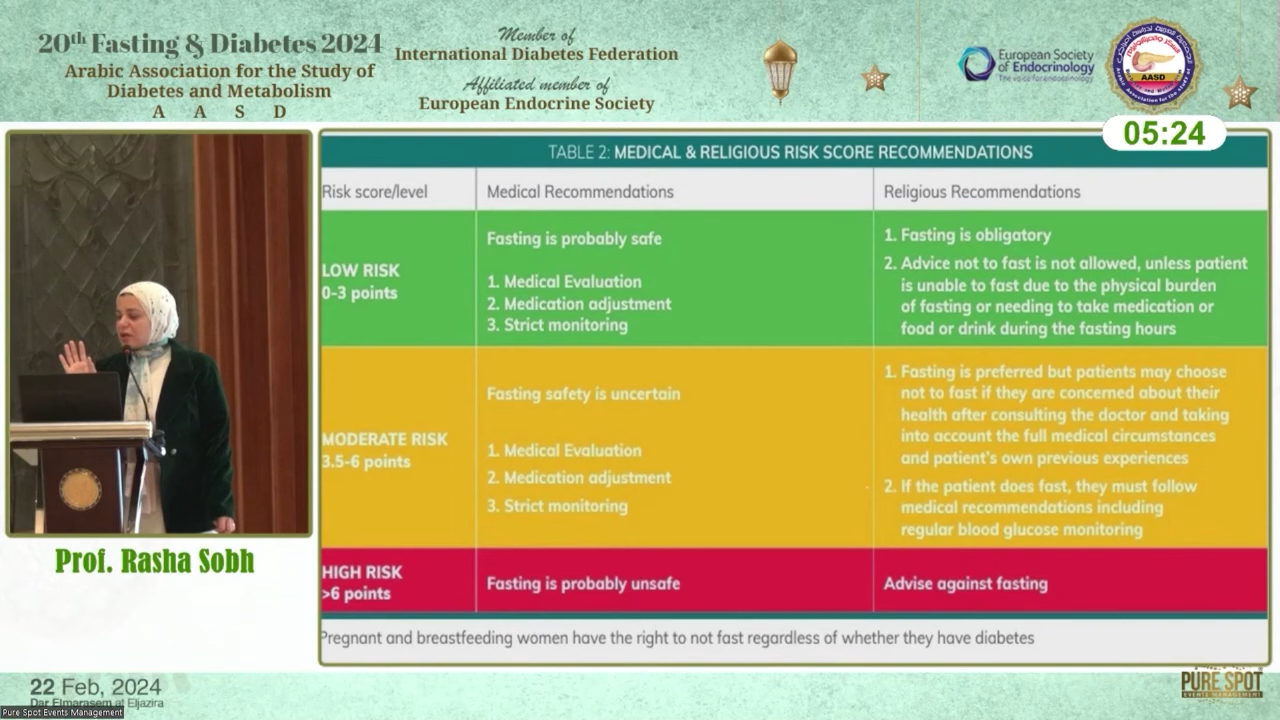 20th Fasting & Diabetes 2024
Arabic Association for the Study of
Diabetes and Metabolism
A A S D
Member of
International Diabetes Federation
Affiliated member of
European Endocrine Society
European Society
of Endocrinology
The voice for endocrinology
AASD
05:24
TABLE 2: MEDICAL & RELIGIOUS RISK SCORE RECOMMENDATIONS
Risk score/level
Medical Recommendations
Religious Recommendations
LOW RISK
0-3 points
Fasting is probably safe
1. Medical Evaluation
2. Medication adjustment
3. Strict monitoring
1. Fasting is obligatory
2. Advice not to fast is not allowed, unless patient
is unable to fast due to the physical burden
of fasting or needing to take medication or
food or drink during the fasting hours
MODERATE RISK
3.5-6 points
Fasting safety is uncertain
1. Medical Evaluation
2. Medication adjustment
3. Strict monitoring
1. Fasting is preferred but patients may choose
not to fast if they are concerned about their
health after consulting the doctor and taking
into account the full medical circumstances
and patient's own previous experiences
2. If the patient does fast, they must follow
medical recommendations including
regular blood glucose monitoring
HIGH RISK
>6 points
Fasting is probably unsafe
Advise against fasting
Pregnant and breastfeeding women have the right to not fast regardless of whether they have diabetes
Prof. Rasha Sobh
22 Feb, 2024
Dar Elmarasem at Eljazira
Pure Spot Events Management
PURE SPOT
EVENTS MANAGEMENT